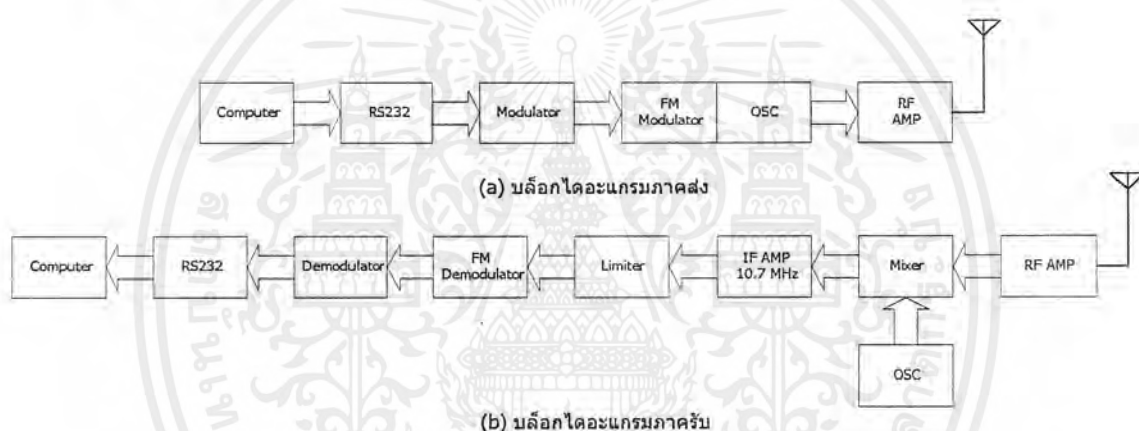 Computer
RS232
Modulator
FM
Modulator
OSC
RF
AMP
(a) บล็อกไดอะแกรมภาคส่ง
Computer
RS232
Demodulator
FM
Demodulator
Limiter
IF AMP
10.7 MHz
Mixer
RF AMP
OSC
(b) บล็อกไดอะแกรมภาครับ